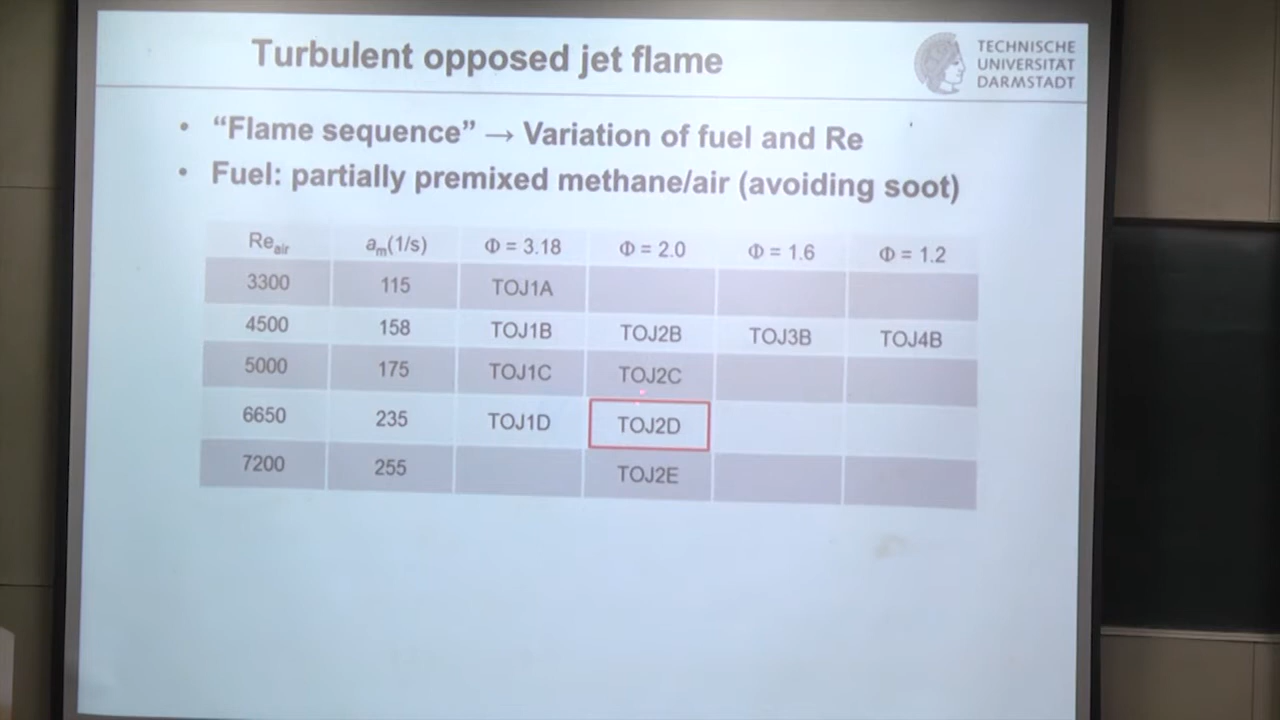 Turbulent opposed jet flame
TECHNISCHE
UNIVERSITÄT
DARMSTADT
• “Flame sequence” → Variation of fuel and Re
• Fuel: partially premixed methane/air (avoiding soot)
Reair am(1/s) Φ = 3.18 Φ = 2.0 Φ = 1.6 Φ = 1.2
3300 115 TOJ1A
4500 158 TOJ1B TOJ2B TOJ3B TOJ4B
5000 175 TOJ1C TOJ2C
6650 235 TOJ1D TOJ2D
7200 255 TOJ2E